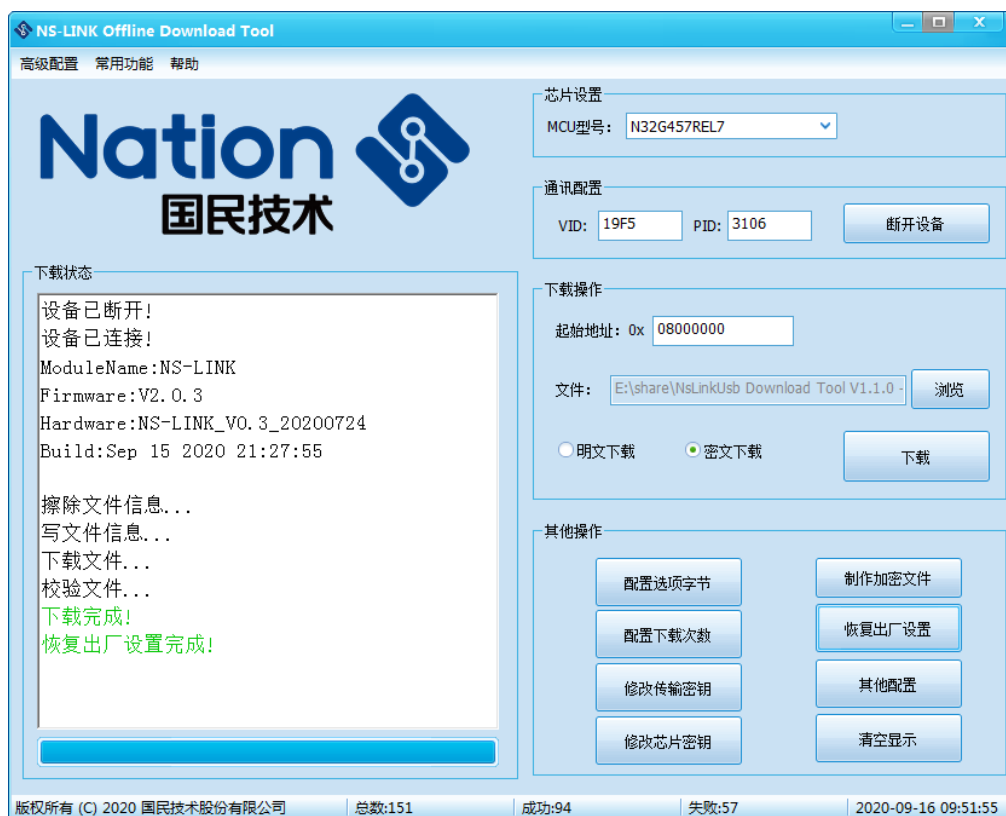 NS-LINK Offline Download Tool
高级配置 常用功能 帮助
Nation
国民技术
芯片设置
MCU型号: N32G457REL7
通讯配置
VID: 19F5 PID: 3106 断开设备
下载状态
设备已断开!
设备已连接!
ModuleName:NS-LINK
Firmware:V2.0.3
Hardware:NS-LINK_V0.3_20200724
Build:Sep 15 2020 21:27:55
擦除文件信息...
写文件信息...
下载文件...
校验文件...
下载完成!
恢复出厂设置完成!
下载操作
起始地址: 0x 08000000
文件: E:\share\NsLinkUsb Download Tool V1.1.0 - 浏览
明文下载 密文下载 下载
其他操作
配置选项字节 制作加密文件
配置下载次数 恢复出厂设置
修改传输密钥 其他配置
修改芯片密钥 清空显示
版权所有 (C) 2020 国民技术股份有限公司 总数:151 成功:94 失败:57 2020-09-16 09:51:55